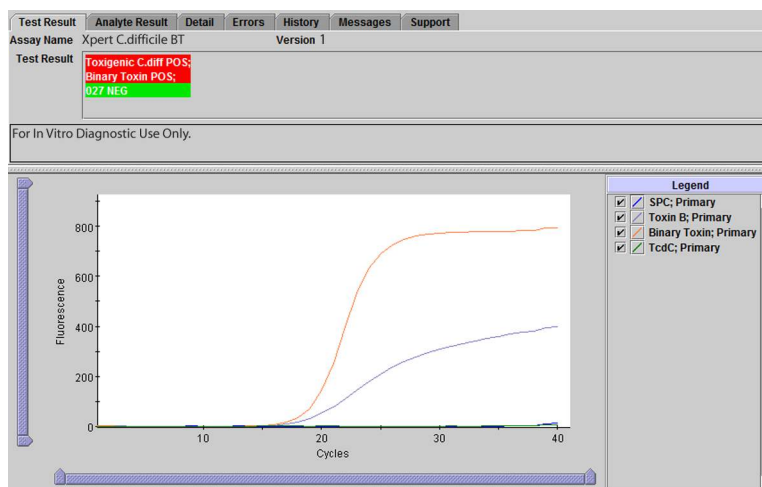 Test Result Analyte Result Detail Errors History Messages Support
Assay Name Xpert C.difficile BT Version 1
Test Result
Toxigenic C.diff POS;
Binary Toxin POS;
027 NEG
For In Vitro Diagnostic Use Only.
Legend
SPC; Primary
Toxin B; Primary
Binary Toxin; Primary
TcdC; Primary
Fluorescence
800
600
400
200
0
10 20 30 40
Cycles